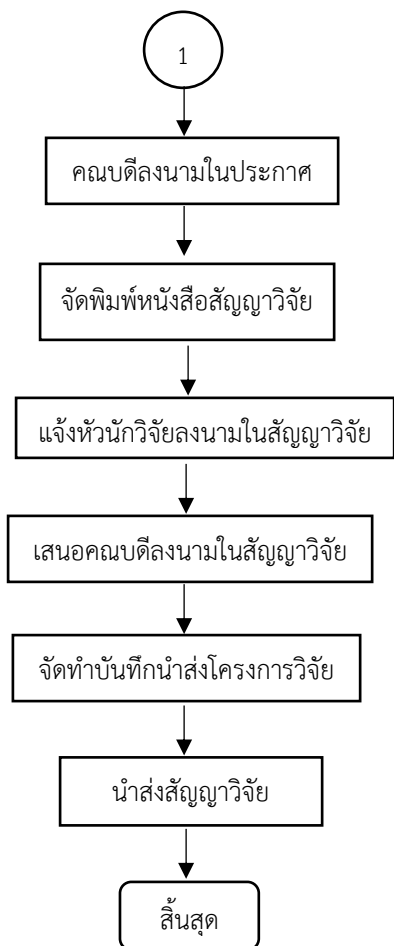 1
คณบดีลงนามในประกาศ
จัดพิมพ์หนังสือสัญญาวิจัย
แจ้งหัวนักวิจัยลงนามในสัญญาวิจัย
เสนอคณบดีลงนามในสัญญาวิจัย
จัดทำบันทึกนำส่งโครงการวิจัย
นำส่งสัญญาวิจัย
สิ้นสุด